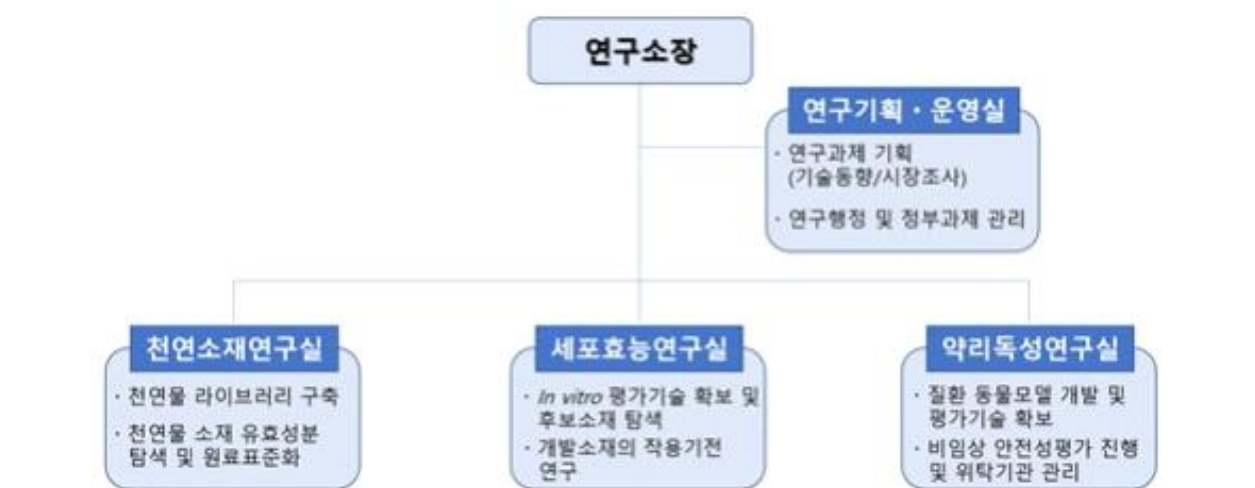 연구소장
연구기획・운영실
· 연구과제 기획
(기술동향/시장조사)
· 연구행정 및 정부과제 관리
천연소재연구실
· 천연물 라이브러리 구축
· 천연물 소재 유효성분
탐색 및 원료표준화
세포효능연구실
· In vitro 평가기술 확보 및
후보소재 탐색
· 개발소재의 작용기전
연구
약리독성연구실
· 질환 동물모델 개발 및
평가기술 확보
· 비임상 안전성평가 진행
및 위탁기관 관리